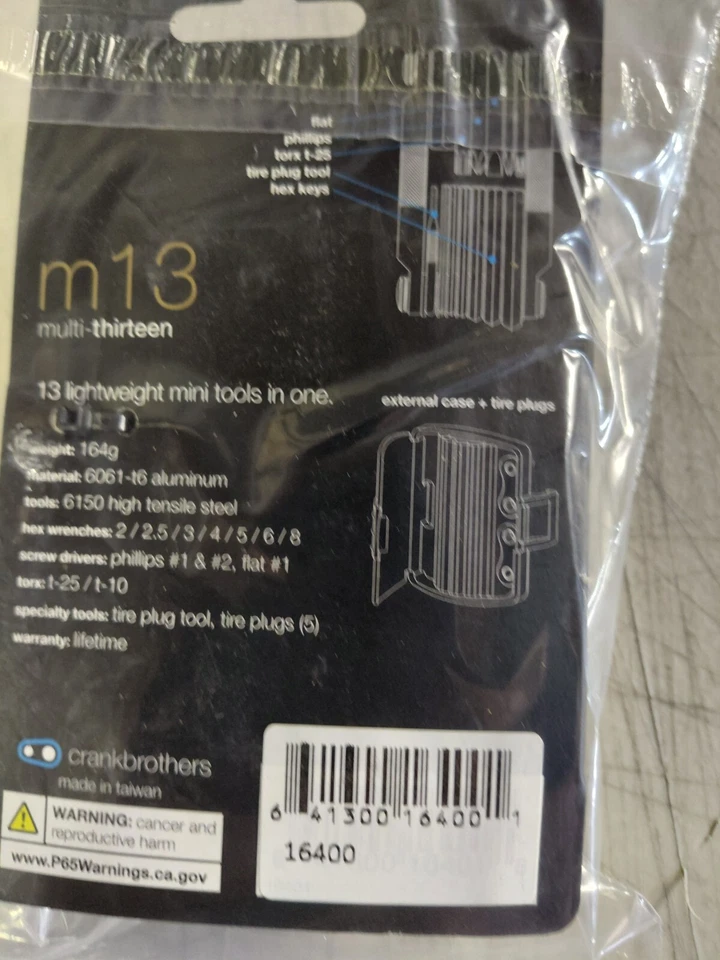 flat
phillips
torx t-25
tire plug tool
hex keys
m13
multi-thirteen
13 lightweight mini tools in one.
external case + tire plugs
weight: 164g
material: 6061-t6 aluminum
tools: 6150 high tensile steel
hex wrenches: 2/2.5/3/4/5/6/8
screw drivers: phillips #1 & #2, flat #1
torx: t-25/t-10
specialty tools: tire plug tool, tire plugs (5)
warranty: lifetime
crankbrothers
made in taiwan
WARNING: cancer and
reproductive harm
www.P65Warnings.ca.gov
6 41300 16400 1
16400